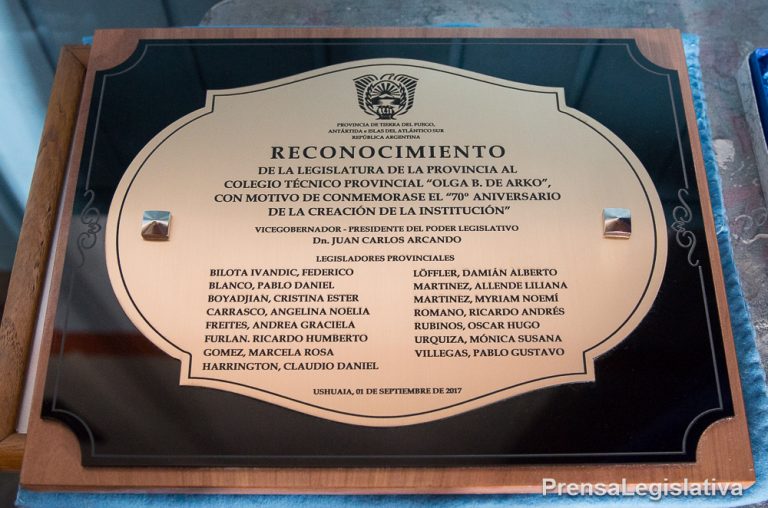 PROVINCIA DE TIERRA DEL FUEGO,
ANTÁRTIDA e ISLAS DEL ATLÁNTICO SUR
REPÚBLICA ARGENTINA
RECONOCIMIENTO
DE LA LEGISLATURA DE LA PROVINCIA AL
COLEGIO TÉCNICO PROVINCIAL “OLGA B. DE ARKO”,
CON MOTIVO DE CONMEMORASE EL “70º ANIVERSARIO
DE LA CREACIÓN DE LA INSTITUCIÓN”
VICEGOBERNADOR - PRESIDENTE DEL PODER LEGISLATIVO
Dn. JUAN CARLOS ARCANDO
LEGISLADORES PROVINCIALES
BILOTA IVANDIC, FEDERICO
BLANCO, PABLO DANIEL
BOYADJIAN, CRISTINA ESTER
CARRASCO, ANGELINA NOELIA
FREITES, ANDREA GRACIELA
FURLAN. RICARDO HUMBERTO
GOMEZ, MARCELA ROSA
HARRINGTON, CLAUDIO DANIEL
LÖFFLER, DAMIÁN ALBERTO
MARTINEZ, ALLENDE LILIANA
MARTINEZ, MYRIAM NOEMÍ
ROMANO, RICARDO ANDRÉS
RUBINOS, OSCAR HUGO
URQUIZA, MÓNICA SUSANA
VILLEGAS, PABLO GUSTAVO
USHUAIA, 01 DE SEPTIEMBRE DE 2017
PrensaLegislativa